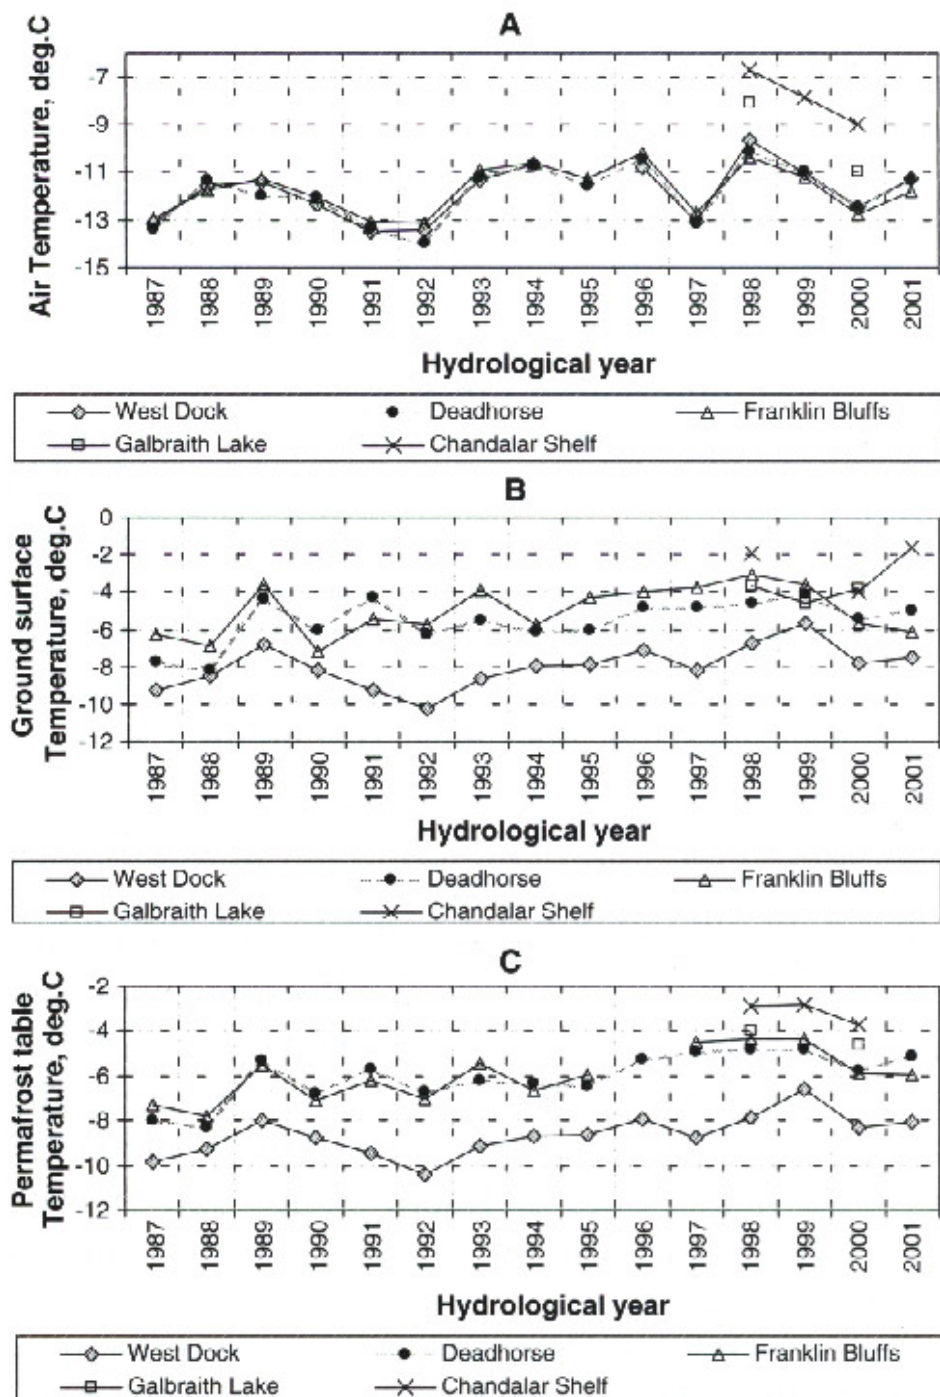 A
Air Temperature, deg.C
-7
-9
-11
-13
-15
1987
1988
1989
1990
1991
1992
1993
1994
1995
1996
1997
1998
1999
2000
2001
Hydrological year
West Dock
Deadhorse
Franklin Bluffs
Galbraith Lake
Chandalar Shelf
B
Ground surface
Temperature, deg.C
0
-2
-4
-6
-8
-10
-12
1987
1988
1989
1990
1991
1992
1993
1994
1995
1996
1997
1998
1999
2000
2001
Hydrological year
West Dock
Deadhorse
Franklin Bluffs
Galbraith Lake
Chandalar Shelf
C
Permafrost table
Temperature, deg.C
-2
-4
-6
-8
-10
-12
1987
1988
1989
1990
1991
1992
1993
1994
1995
1996
1997
1998
1999
2000
2001
Hydrological year
West Dock
Deadhorse
Franklin Bluffs
Galbraith Lake
Chandalar Shelf